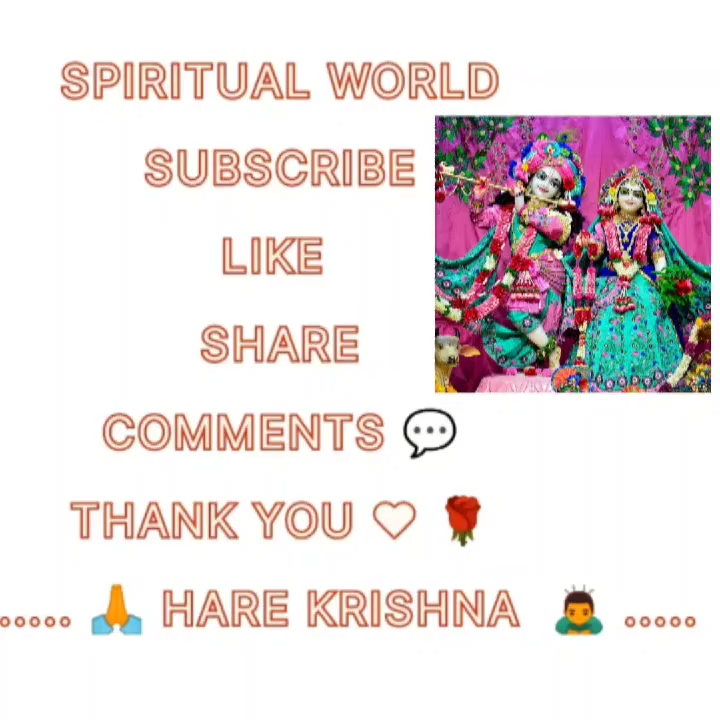 SPIRITUAL WORLD
SUBSCRIBE
LIKE
SHARE
COMMENTS 💬
THANK YOU ♡ 🌹
..... 🙏 HARE KRISHNA 🙇 .....